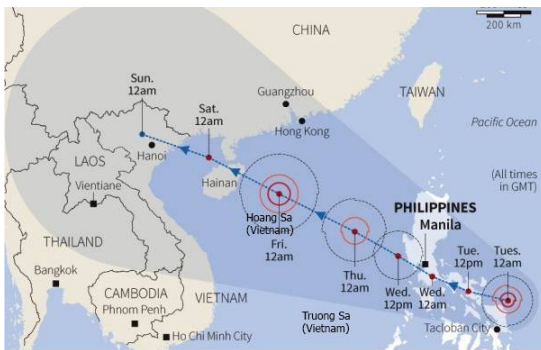 200 km
CHINA
Sun.
12am
Guangzhou
TAIWAN
Sat.
12am
Hong Kong
Pacific Ocean
Hanoi
LAOS
Hainan
(All times
in GMT)
Vientiane
Hoang Sa
(Vietnam)
PHILIPPINES
Manila
Fri.
12am
THAILAND
Tue.
12pm
Tues.
12am
Thu.
12am
Wed.
12pm
Wed.
12am
Bangkok
CAMBODIA
VIETNAM
Phnom Penh
Truong Sa
(Vietnam)
Tacloban City
Ho Chi Minh City